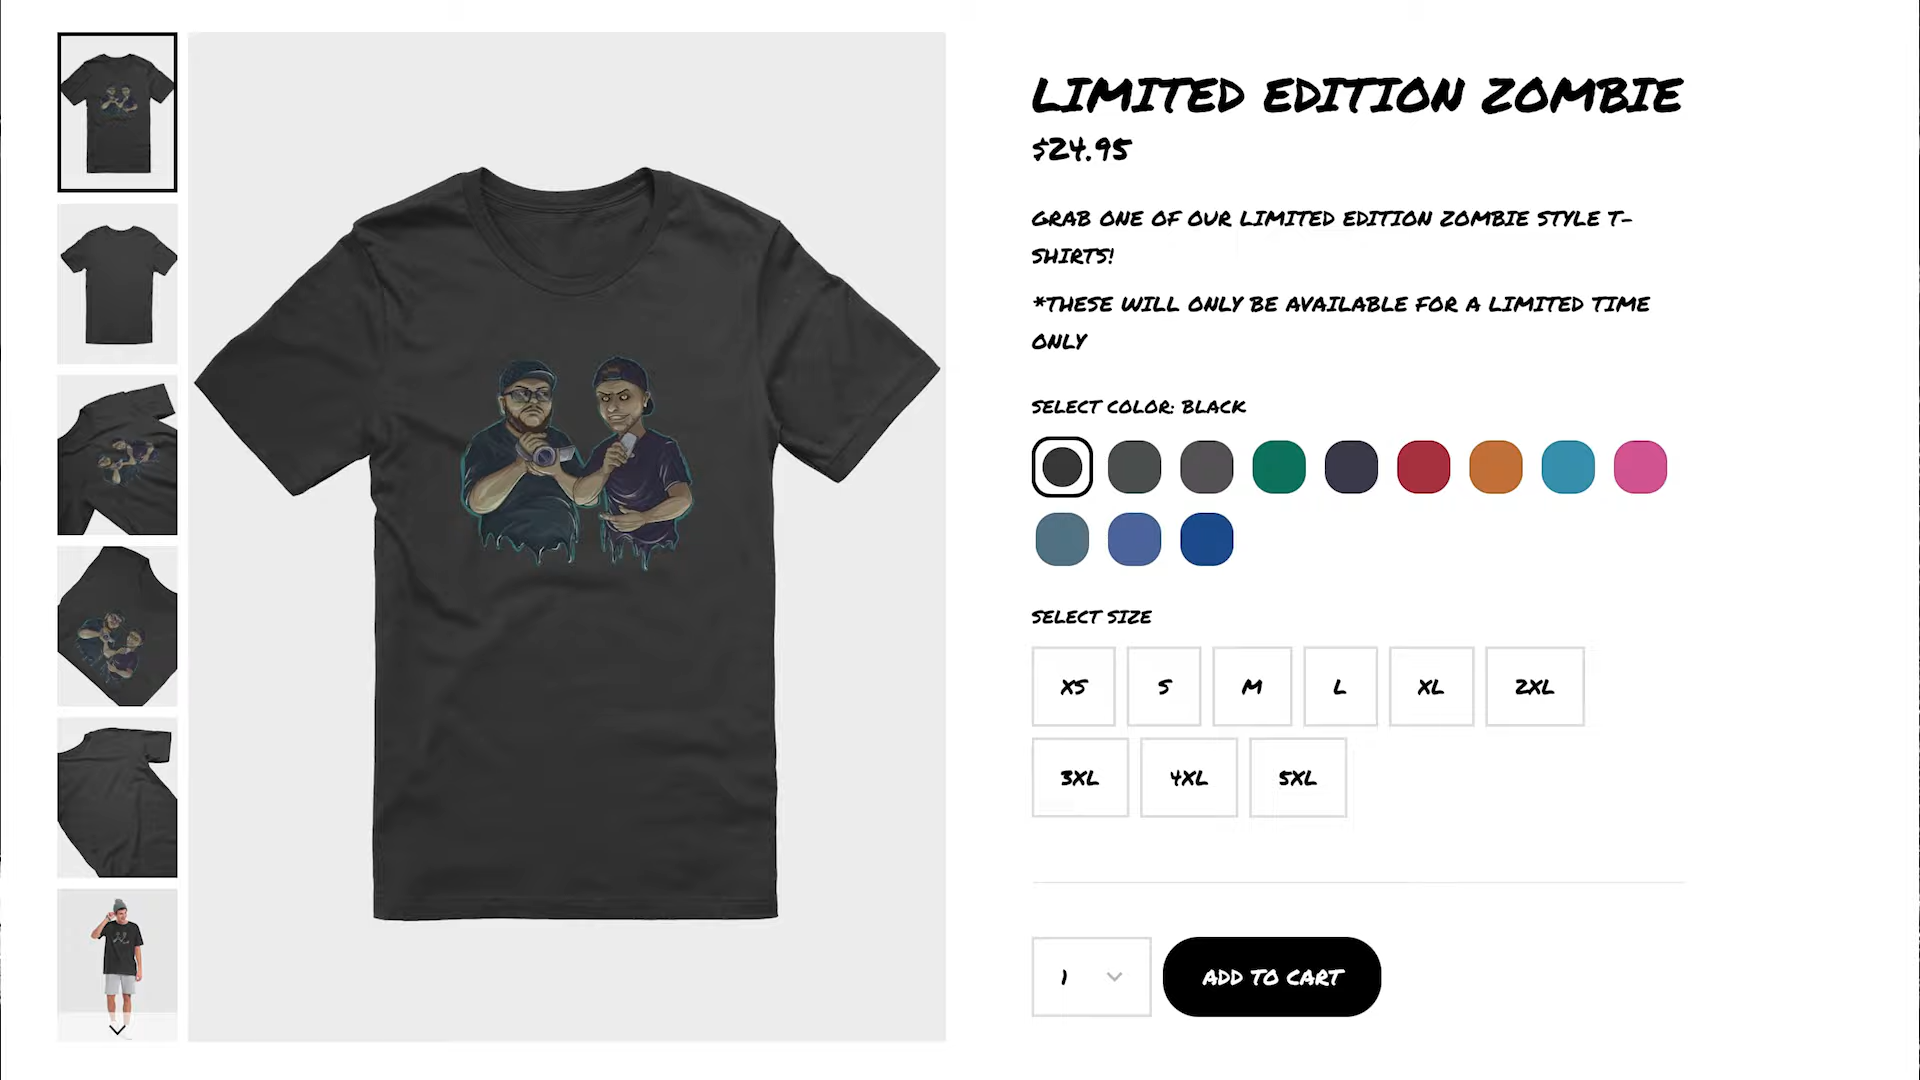 LIMITED EDITION ZOMBIE
$24.95
GRAB ONE OF OUR LIMITED EDITION ZOMBIE STYLE T-
SHIRTS!
*THESE WILL ONLY BE AVAILABLE FOR A LIMITED TIME
ONLY
SELECT COLOR: BLACK
SELECT SIZE
XS S M L XL 2XL
3XL 4XL 5XL
1 ADD TO CART